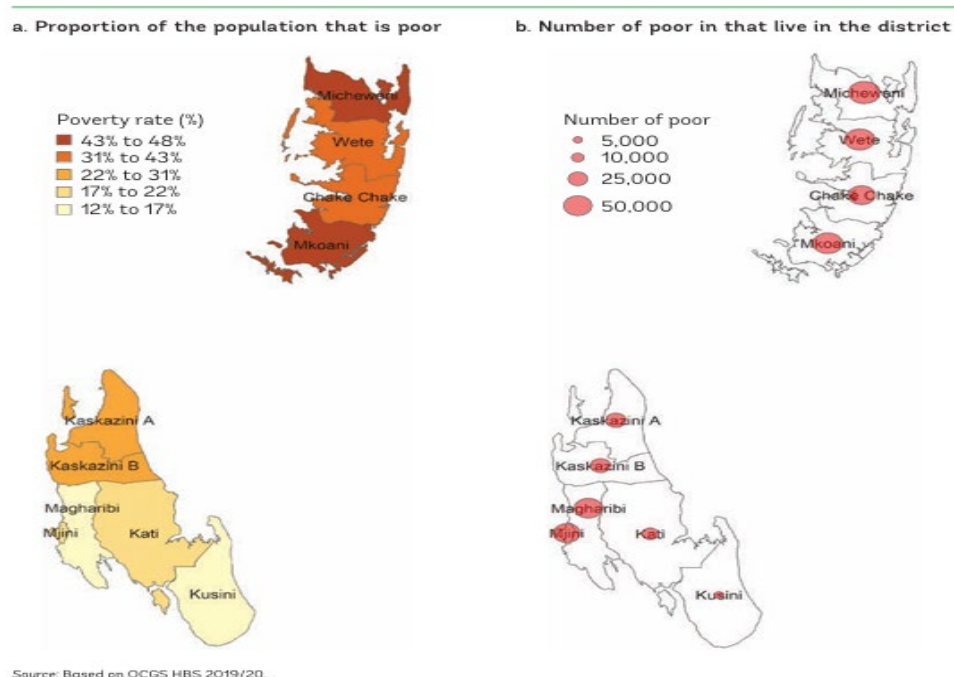 a. Proportion of the population that is poor
Poverty rate (%)
43% to 48%
31% to 43%
22% to 31%
17% to 22%
12% to 17%
Micheweni
Wete
Chake Chake
Mkoani
Kaskazini A
Kaskazini B
Magharibi
Mjini
Kati
Kusini
b. Number of poor in that live in the district
Number of poor
5,000
10,000
25,000
50,000
Micheweni
Wete
Chake Chake
Mkoani
Kaskazini A
Kaskazini B
Magharibi
Mjini
Kati
Kusini
Source: Based on OCGS HBS 2019/20.